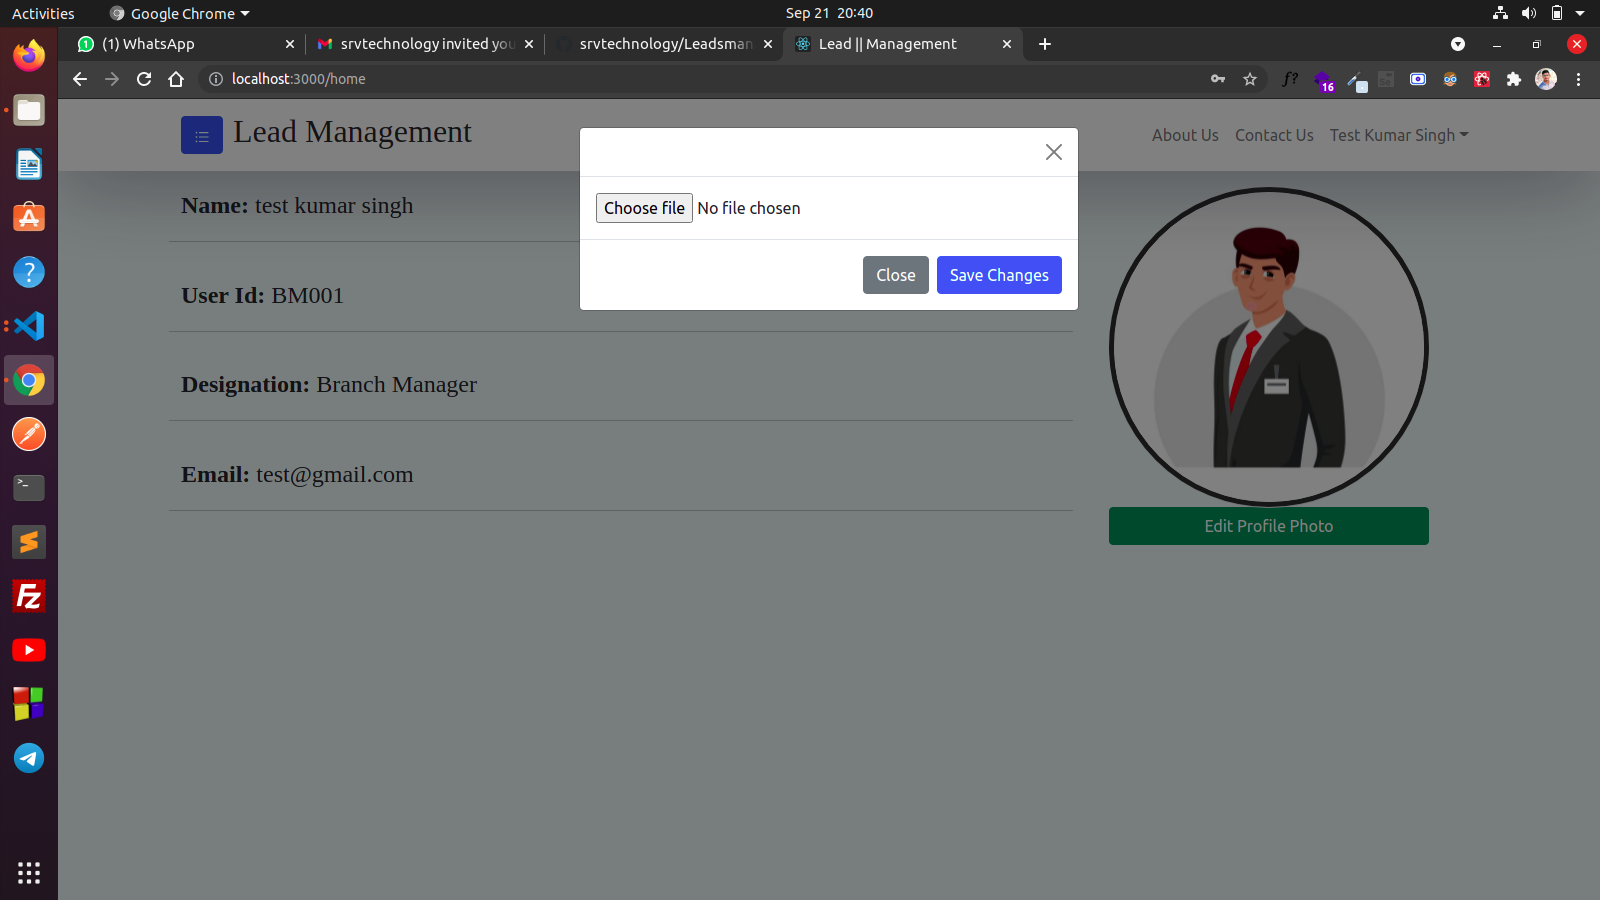 Activities
Google Chrome
Sep 21 20:40
(1) WhatsApp
srvtechnology invited you
srvtechnology/Leadsman
Lead || Management
localhost:3000/home
f?
16
Lead Management
About Us
Contact Us
Test Kumar Singh
Name: test kumar singh
Choose file No file chosen
Close
Save Changes
User Id: BM001
Designation: Branch Manager
Email: test@gmail.com
Edit Profile Photo